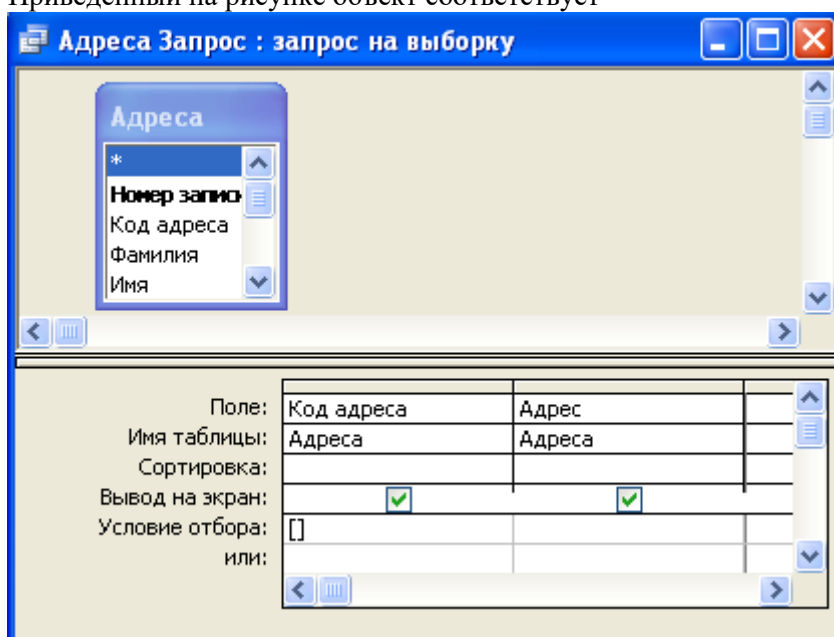 Приведенный на рисунке объект соответствует
Адреса Запрос : запрос на выборку
Адреса
*
Номер записи
Код адреса
Фамилия
Имя
Поле: Код адреса Адрес
Имя таблицы: Адреса Адреса
Сортировка:
Вывод на экран:
Условие отбора: []
или: